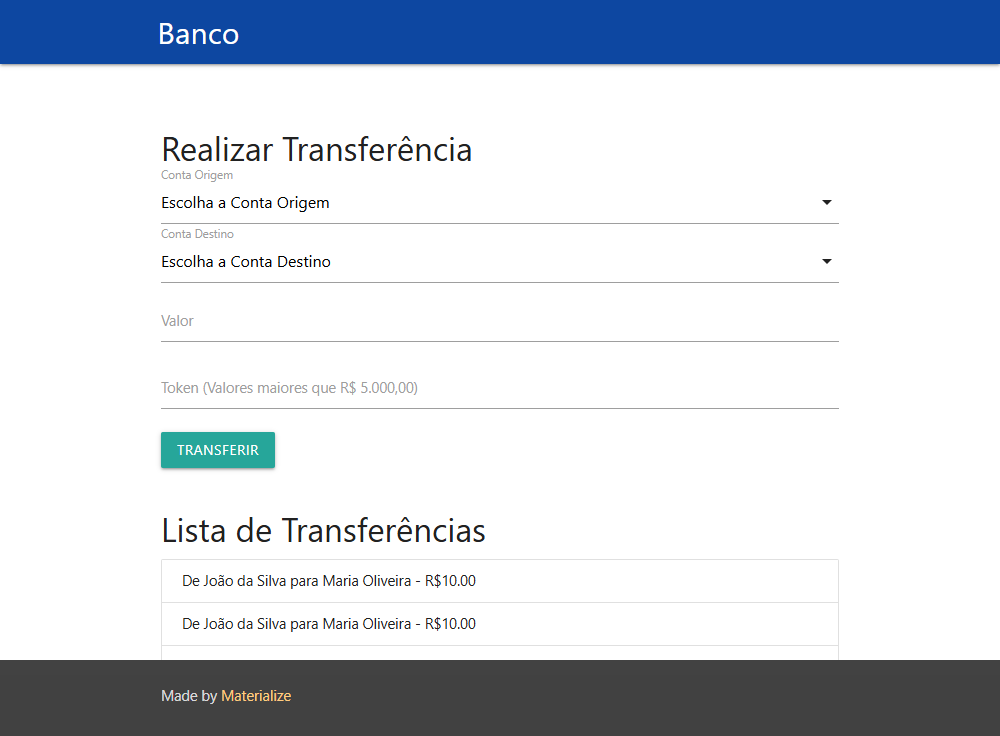 Banco
Realizar Transferência
Conta Origem
Escolha a Conta Origem
Conta Destino
Escolha a Conta Destino
Valor
Token (Valores maiores que R$ 5.000,00)
TRANSFERIR
Lista de Transferências
De João da Silva para Maria Oliveira - R$10.00
De João da Silva para Maria Oliveira - R$10.00
Made by Materialize